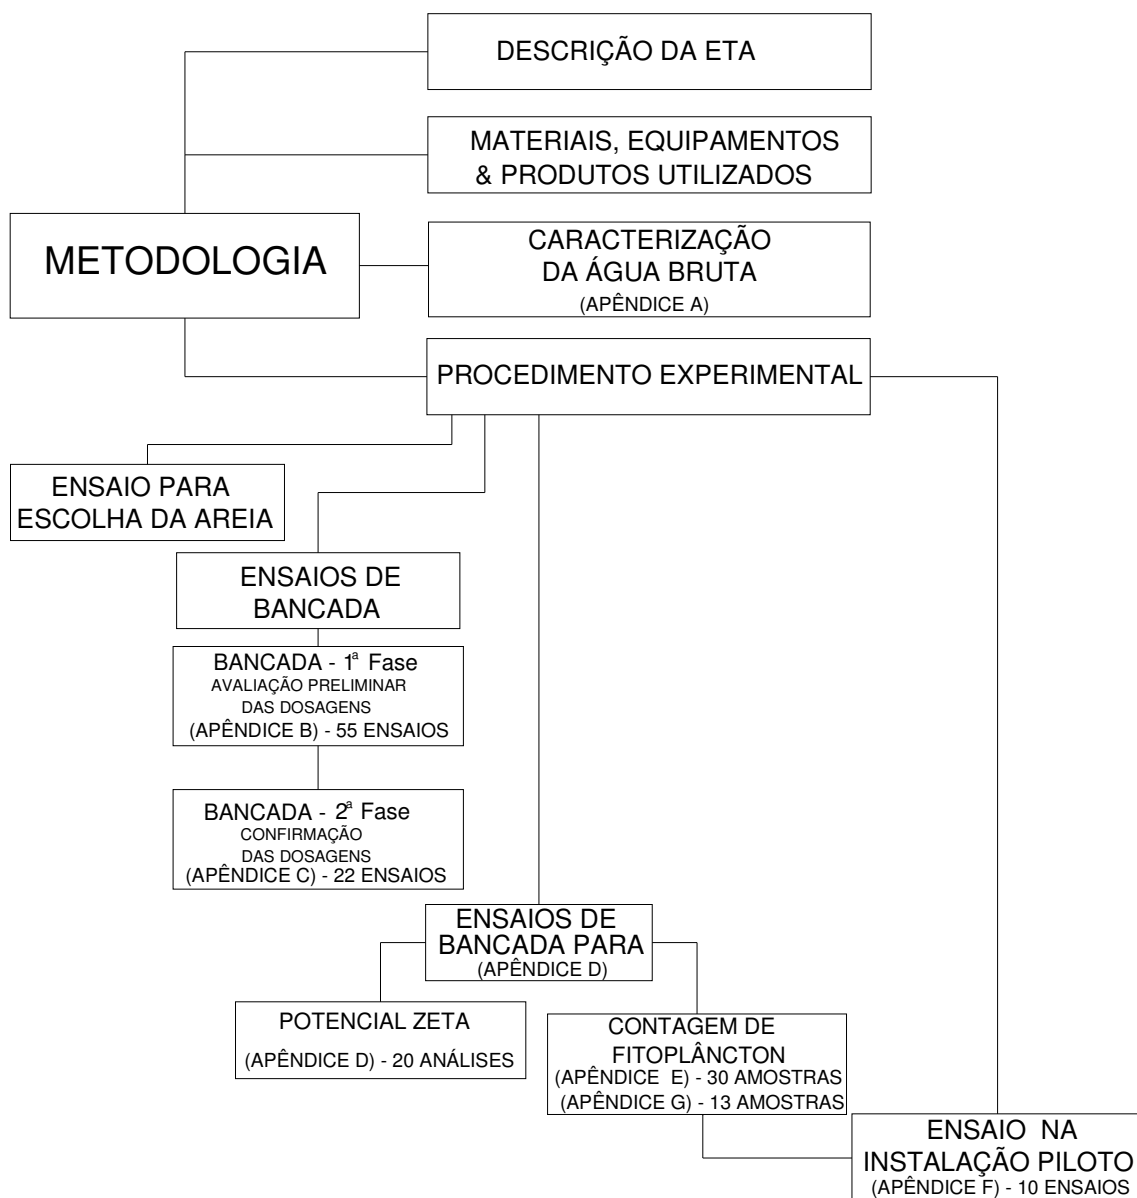 DESCRIÇÃO DA ETA
MATERIAIS, EQUIPAMENTOS
& PRODUTOS UTILIZADOS
METODOLOGIA
CARACTERIZAÇÃO
DA ÁGUA BRUTA
(APÊNDICE A)
PROCEDIMENTO EXPERIMENTAL
ENSAIO PARA
ESCOLHA DA AREIA
ENSAIOS DE
BANCADA
BANCADA - 1ª Fase
AVALIAÇÃO PRELIMINAR
DAS DOSAGENS
(APÊNDICE B) - 55 ENSAIOS
BANCADA - 2ª Fase
CONFIRMAÇÃO
DAS DOSAGENS
(APÊNDICE C) - 22 ENSAIOS
ENSAIOS DE
BANCADA PARA
(APÊNDICE D)
POTENCIAL ZETA
(APÊNDICE D) - 20 ANÁLISES
CONTAGEM DE
FITOPLÂNCTON
(APÊNDICE E) - 30 AMOSTRAS
(APÊNDICE G) - 13 AMOSTRAS
ENSAIO NA
INSTALAÇÃO PILOTO
(APÊNDICE F) - 10 ENSAIOS